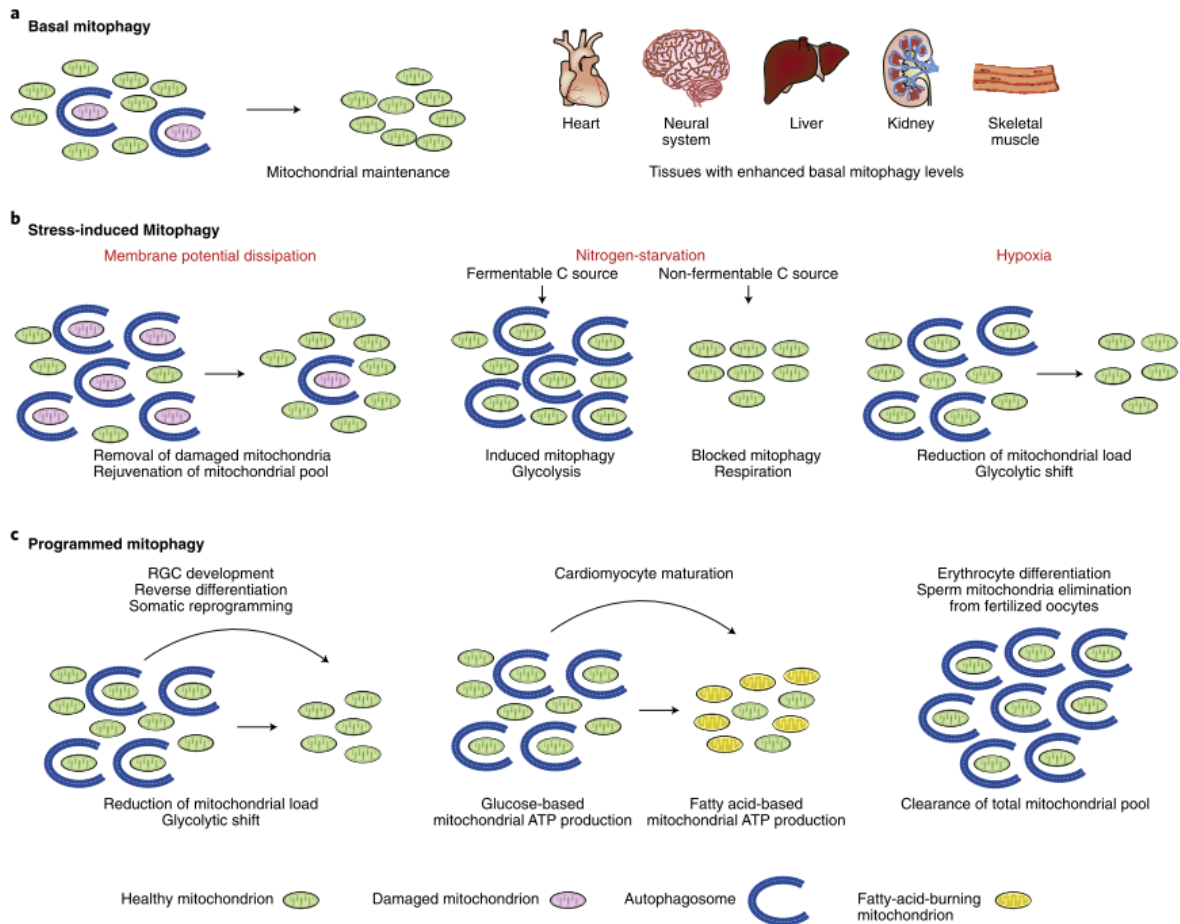 a
Basal mitophagy
Mitochondrial maintenance
Heart
Neural
system
Liver
Kidney
Skeletal
muscle
Tissues with enhanced basal mitophagy levels
b
Stress-induced Mitophagy
Membrane potential dissipation
Removal of damaged mitochondria
Rejuvenation of mitochondrial pool
Nitrogen-starvation
Fermentable C source
Non-fermentable C source
Induced mitophagy
Glycolysis
Blocked mitophagy
Respiration
Hypoxia
Reduction of mitochondrial load
Glycolytic shift
c
Programmed mitophagy
RGC development
Reverse differentiation
Somatic reprogramming
Reduction of mitochondrial load
Glycolytic shift
Cardiomyocyte maturation
Glucose-based
mitochondrial ATP production
Fatty acid-based
mitochondrial ATP production
Erythrocyte differentiation
Sperm mitochondria elimination
from fertilized oocytes
Clearance of total mitochondrial pool
Healthy mitochondrion
Damaged mitochondrion
Autophagosome
Fatty-acid-burning
mitochondrion